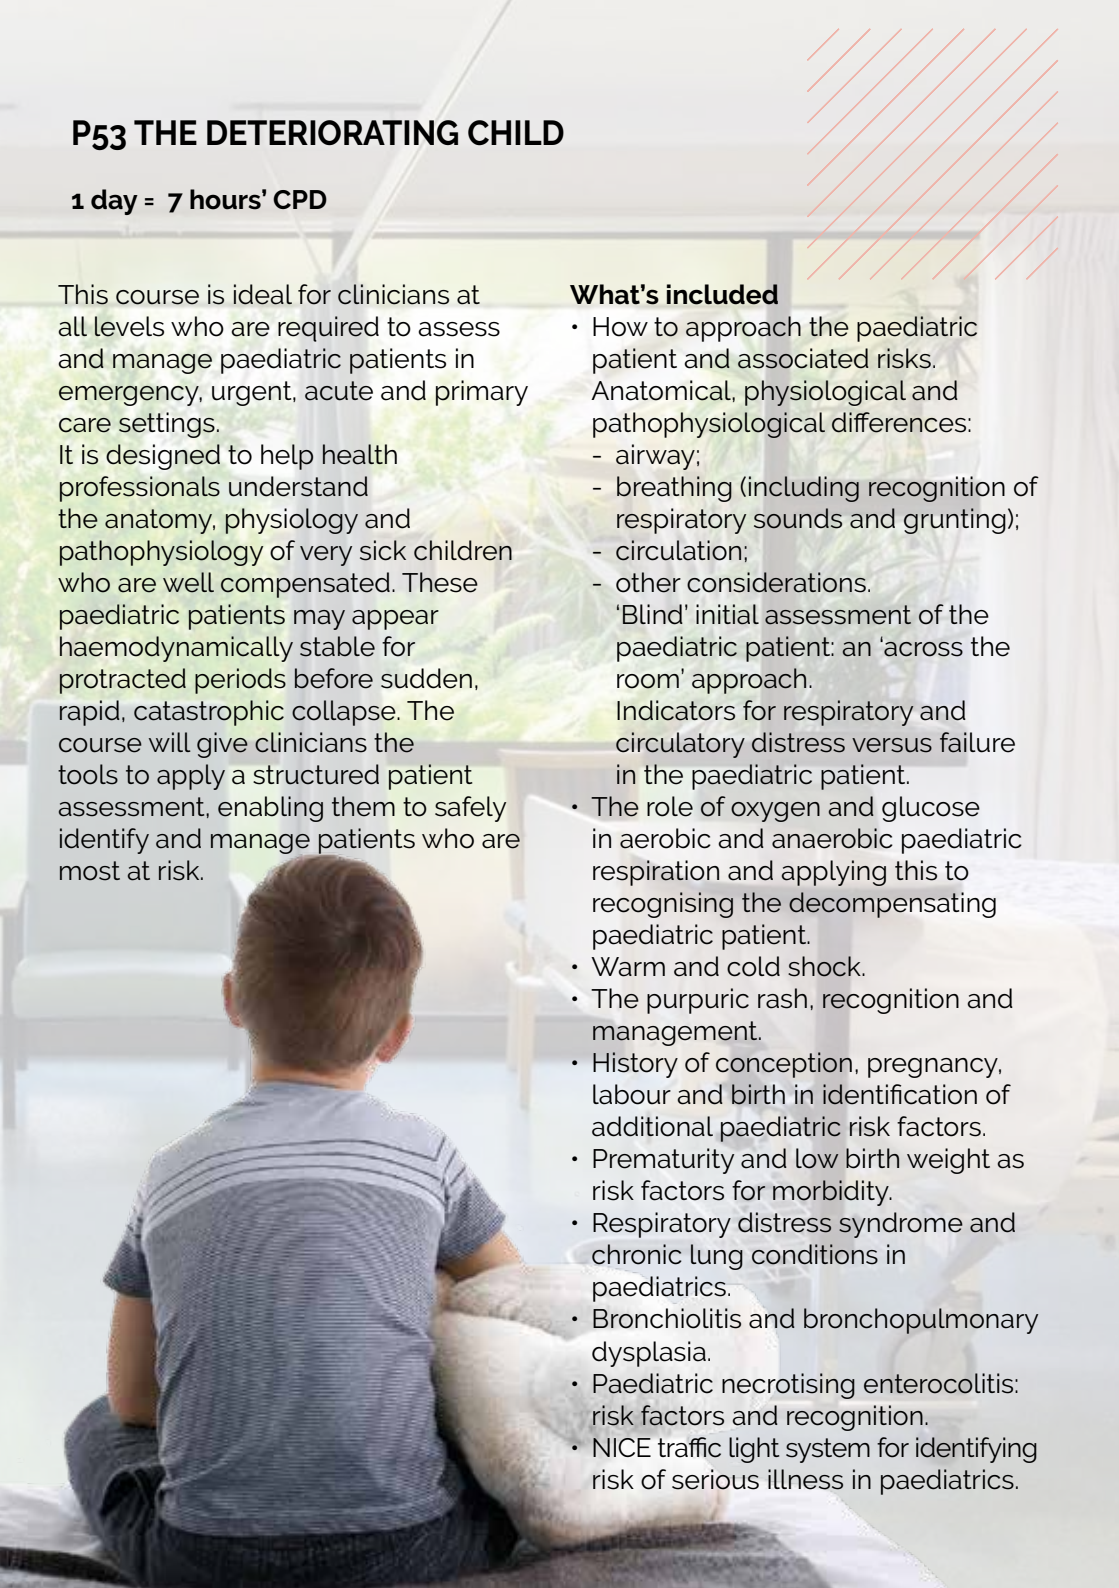 P53 THE DETERIORATING CHILD
1 day = 7 hours’ CPD
This course is ideal for clinicians at
all levels who are required to assess
and manage paediatric patients in
emergency, urgent, acute and primary
care settings.
It is designed to help health
professionals understand
the anatomy, physiology and
pathophysiology of very sick children
who are well compensated. These
paediatric patients may appear
haemodynamically stable for
protracted periods before sudden,
rapid, catastrophic collapse. The
course will give clinicians the
tools to apply a structured patient
assessment, enabling them to safely
identify and manage patients who are
most at risk.
What’s included
• How to approach the paediatric
patient and associated risks.
Anatomical, physiological and
pathophysiological differences:
- airway;
- breathing (including recognition of
respiratory sounds and grunting);
- circulation;
- other considerations.
‘Blind’ initial assessment of the
paediatric patient: an ‘across the
room’ approach.
Indicators for respiratory and
circulatory distress versus failure
in the paediatric patient.
• The role of oxygen and glucose
in aerobic and anaerobic paediatric
respiration and applying this to
recognising the decompensating
paediatric patient.
• Warm and cold shock.
• The purpuric rash, recognition and
management.
• History of conception, pregnancy,
labour and birth in identification of
additional paediatric risk factors.
• Prematurity and low birth weight as
risk factors for morbidity.
• Respiratory distress syndrome and
chronic lung conditions in
paediatrics.
• Bronchiolitis and bronchopulmonary
dysplasia.
• Paediatric necrotising enterocolitis:
risk factors and recognition.
• NICE traffic light system for identifying
risk of serious illness in paediatrics.